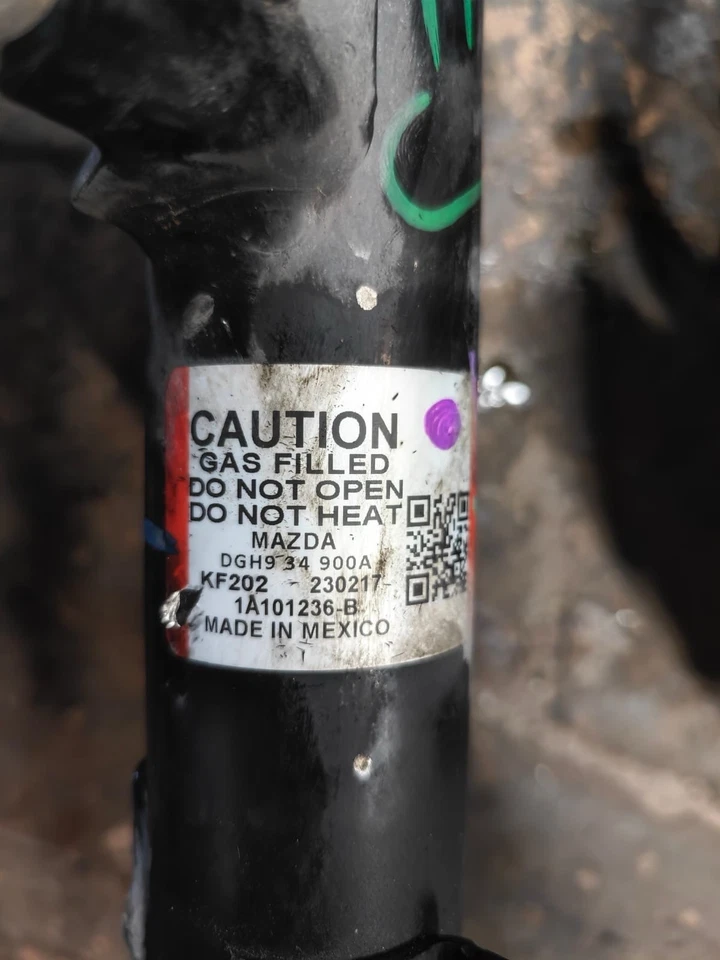 CAUTION
GAS FILLED
DO NOT OPEN
DO NOT HEAT
MAZDA
DGH9 34 900A
KF202 230217-
1A101236-B
MADE IN MEXICO